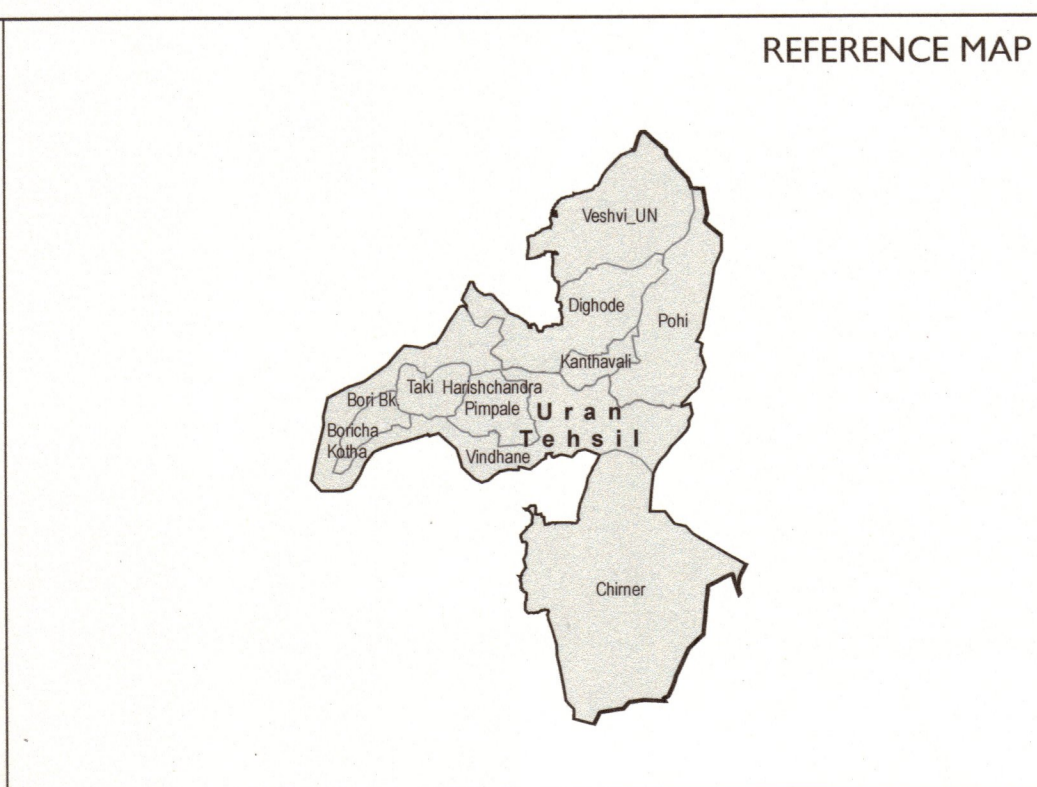 REFERENCE MAP
Veshvi_UN
Dighode
Pohi
Kanthavali
Taki
Harishchandra
Pimpale
Bori Bk.
Uran
Tehsil
Boricha
Kotha
Vindhane
Chirner